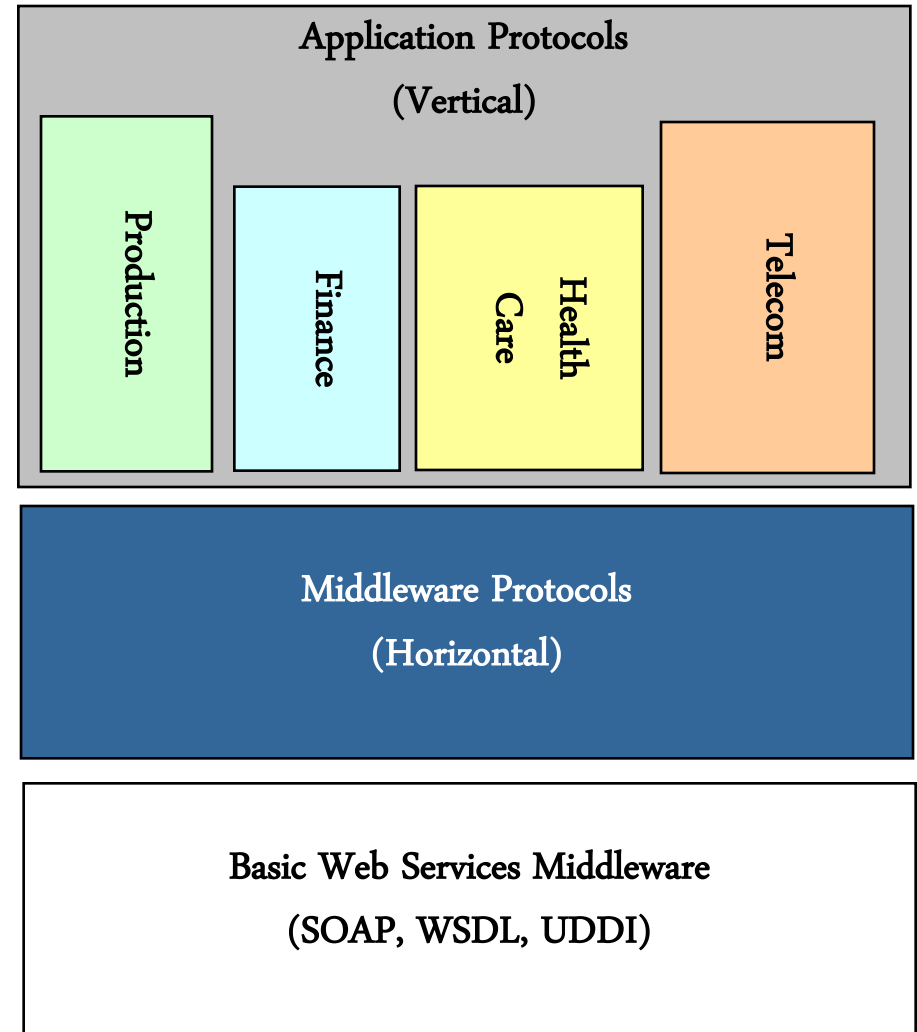 Application Protocols
(Vertical)
Production
Finance
Health
Care
Telecom
Middleware Protocols
(Horizontal)
Basic Web Services Middleware
(SOAP, WSDL, UDDI)